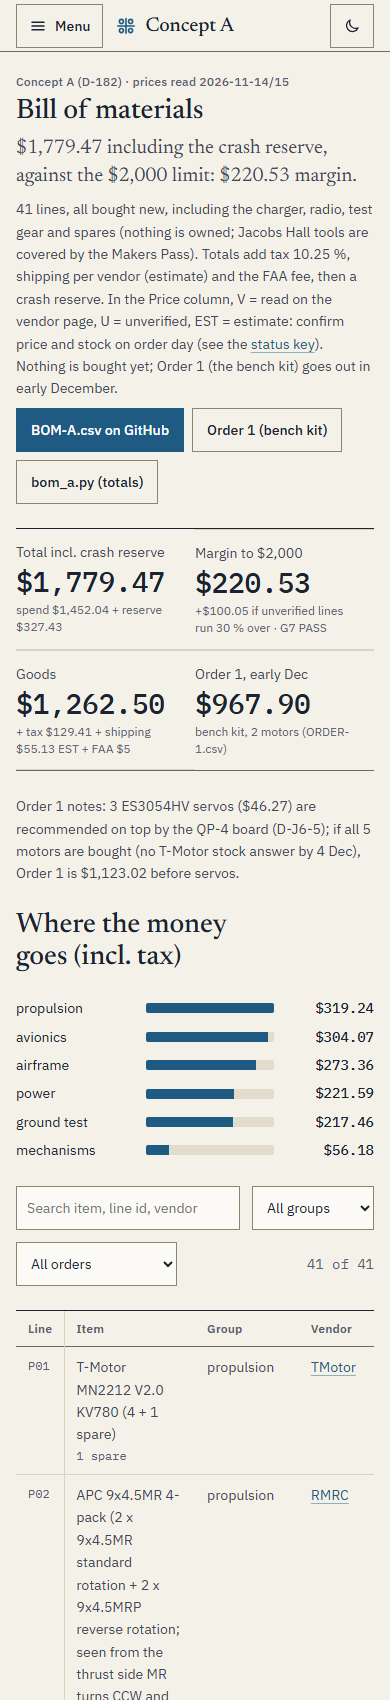 Menu
Concept A
Concept A (D-182) · prices read 2026-11-14/15
Bill of materials
$1,779.47 including the crash reserve,
against the $2,000 limit: $220.53 margin.
41 lines, all bought new, including the charger, radio, test
gear and spares (nothing is owned; Jacobs Hall tools are
covered by the Makers Pass). Totals add tax 10.25 %,
shipping per vendor (estimate) and the FAA fee, then a
crash reserve. In the Price column, V = read on the
vendor page, U = unverified, EST = estimate: confirm
price and stock on order day (see the status key).
Nothing is bought yet; Order 1 (the bench kit) goes out in
early December.
BOM-A.csv on GitHub
Order 1 (bench kit)
bom_a.py (totals)
Total incl. crash reserve
$1,779.47
spend $1,452.04 + reserve
$327.43
Margin to $2,000
$220.53
+$100.05 if unverified lines
run 30 % over · G7 PASS
Goods
$1,262.50
+ tax $129.41 + shipping
$55.13 EST + FAA $5
Order 1, early Dec
$967.90
bench kit, 2 motors (ORDER-
1.csv)
Order 1 notes: 3 ES3054HV servos ($46.27) are
recommended on top by the QP-4 board (D-J6-5); if all 5
motors are bought (no T-Motor stock answer by 4 Dec),
Order 1 is $1,123.02 before servos.
Where the money
goes (incl. tax)
propulsion $319.24
avionics $304.07
airframe $273.36
power $221.59
ground test $217.46
mechanisms $56.18
Search item, line id, vendor
All groups
All orders
41 of 41
Line Item Group Vendor
P01 T-Motor propulsion TMotor
MN2212 V2.0
KV780 (4 + 1
spare)
1 spare
P02 APC 9x4.5MR 4- propulsion RMRC
pack (2 x
9x4.5MR
standard
rotation + 2 x
9x4.5MRP
reverse rotation;
seen from the
thrust side MR
turns CCW and